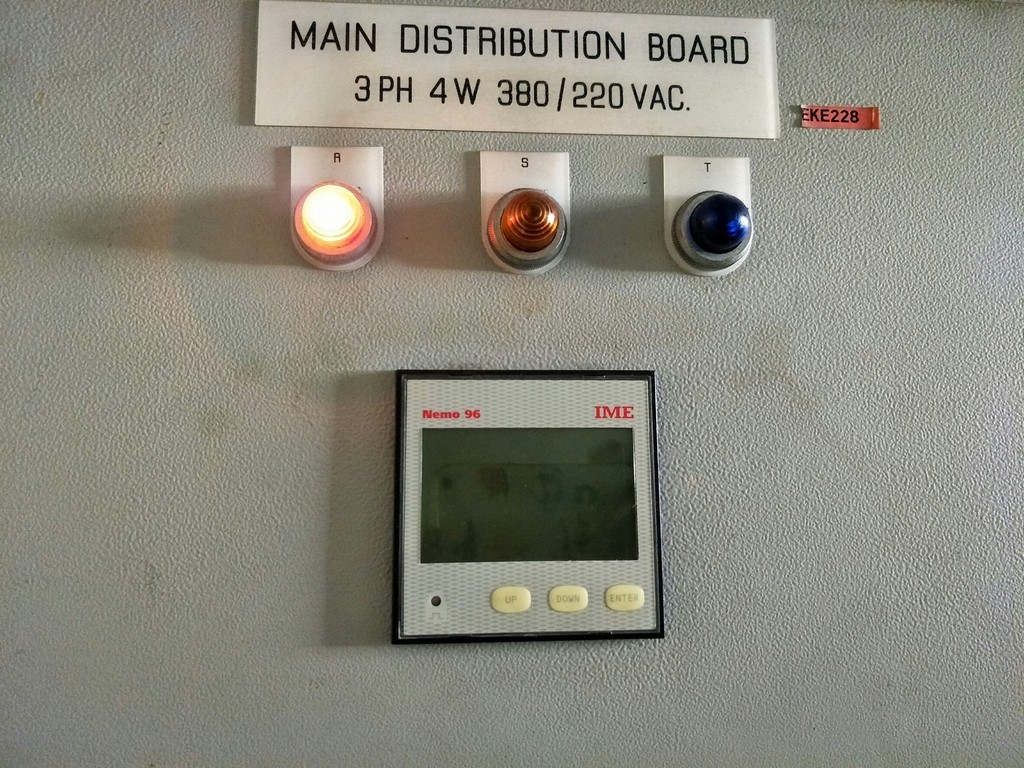 MAIN DISTRIBUTION BOARD
3 PH 4 W 380/220 VAC.
EKE228
R
S
T
Nemo 96
IME
UP
DOWN
ENTER